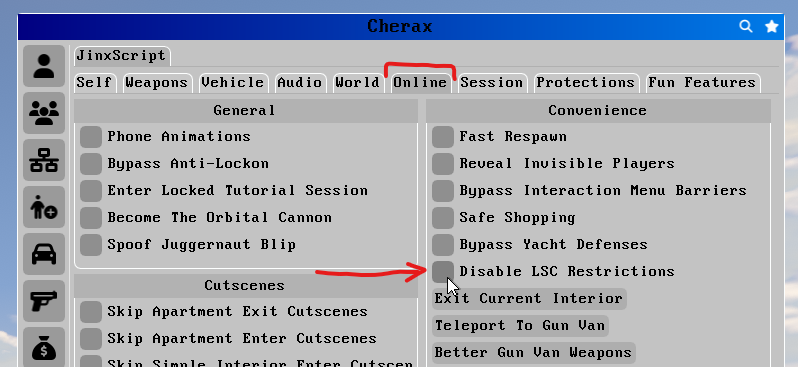 Cherax
JinxScript
Self Weapons Vehicle Audio World Online Session Protections Fun Features
General
Phone Animations
Bypass Anti-Lockon
Enter Locked Tutorial Session
Become The Orbital Cannon
Spoof Juggernaut Blip
Cutscenes
Skip Apartment Exit Cutscenes
Skip Apartment Enter Cutscenes
Skip Simple Interior Enter Cutscen
Convenience
Fast Respawn
Reveal Invisible Players
Bypass Interaction Menu Barriers
Safe Shopping
Bypass Yacht Defenses
Disable LSC Restrictions
Exit Current Interior
Teleport To Gun Van
Better Gun Van Weapons